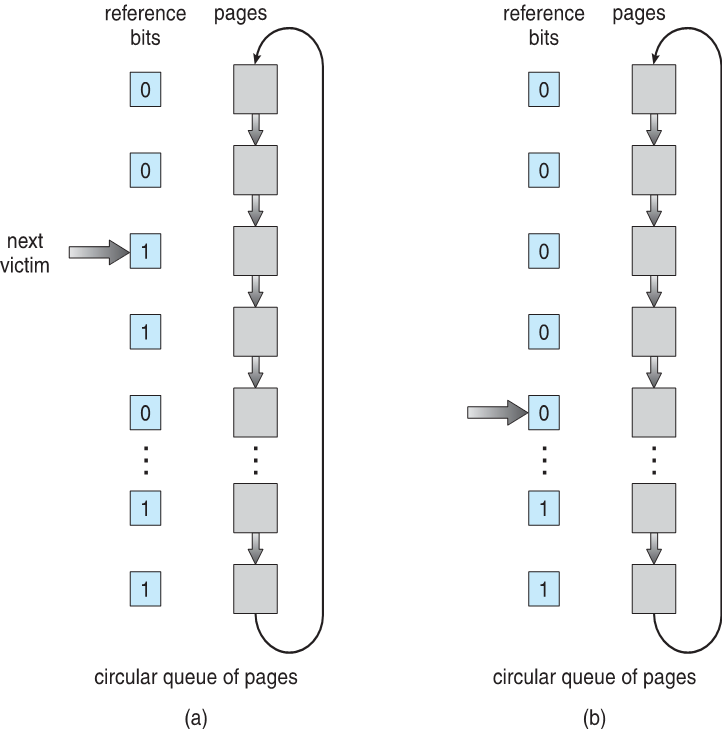 reference bits
pages
0
0
next victim
1
1
0
1
1
circular queue of pages
(a)
reference bits
pages
0
0
0
0
0
1
1
circular queue of pages
(b)